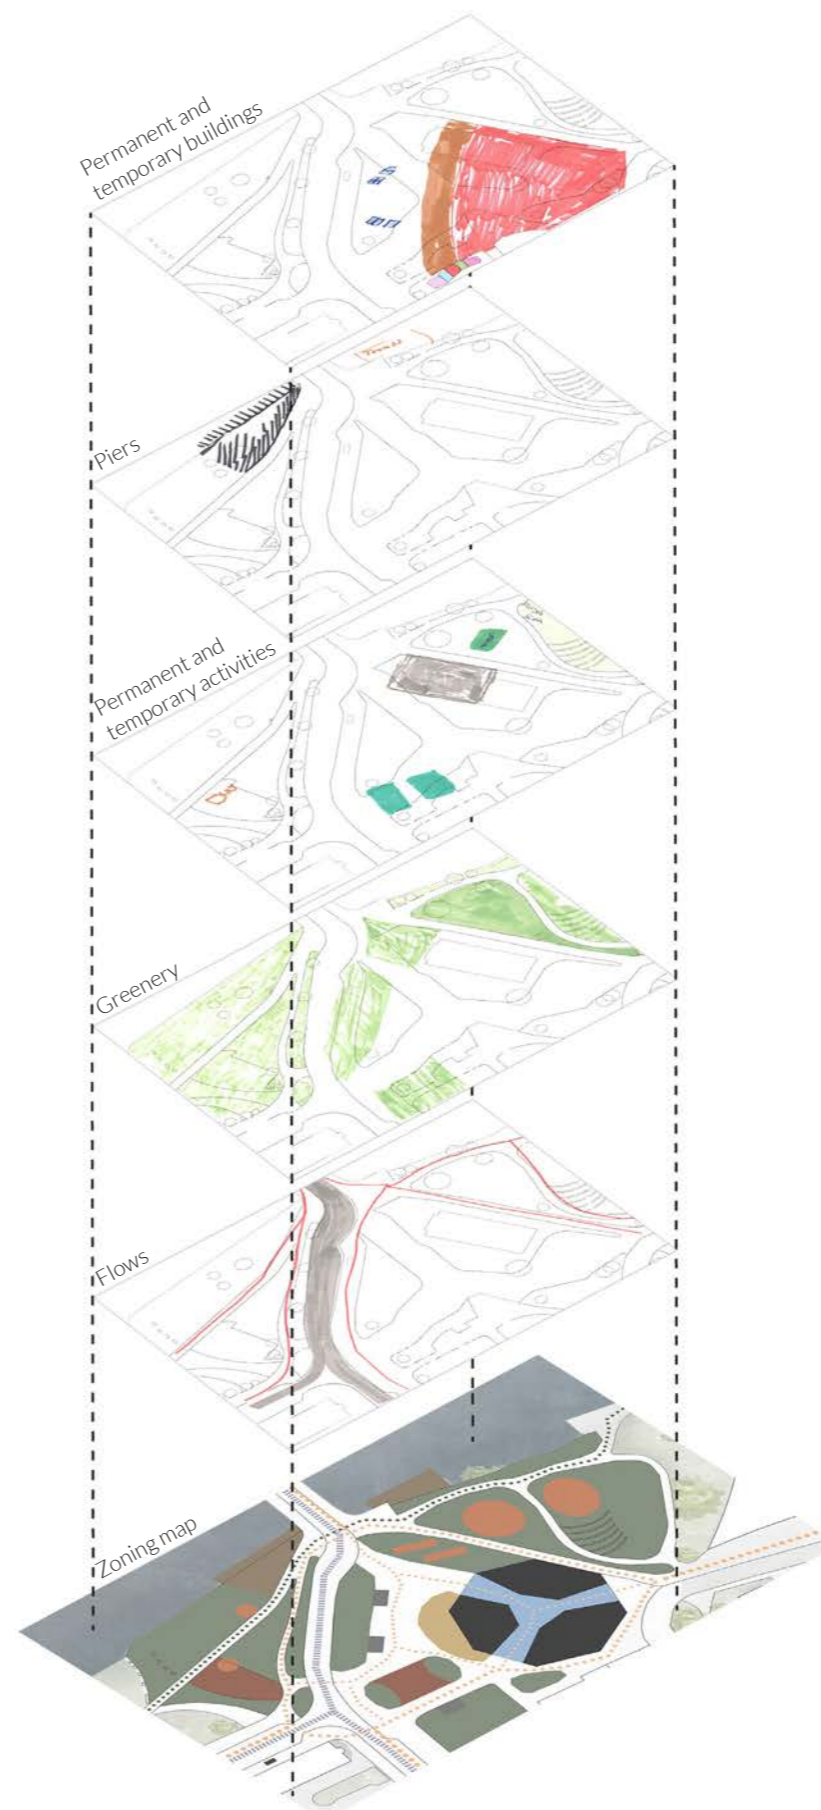 Permanent and
temporary buildings
Piers
Permanent and
temporary activities
Greenery
Flows
Zoning map